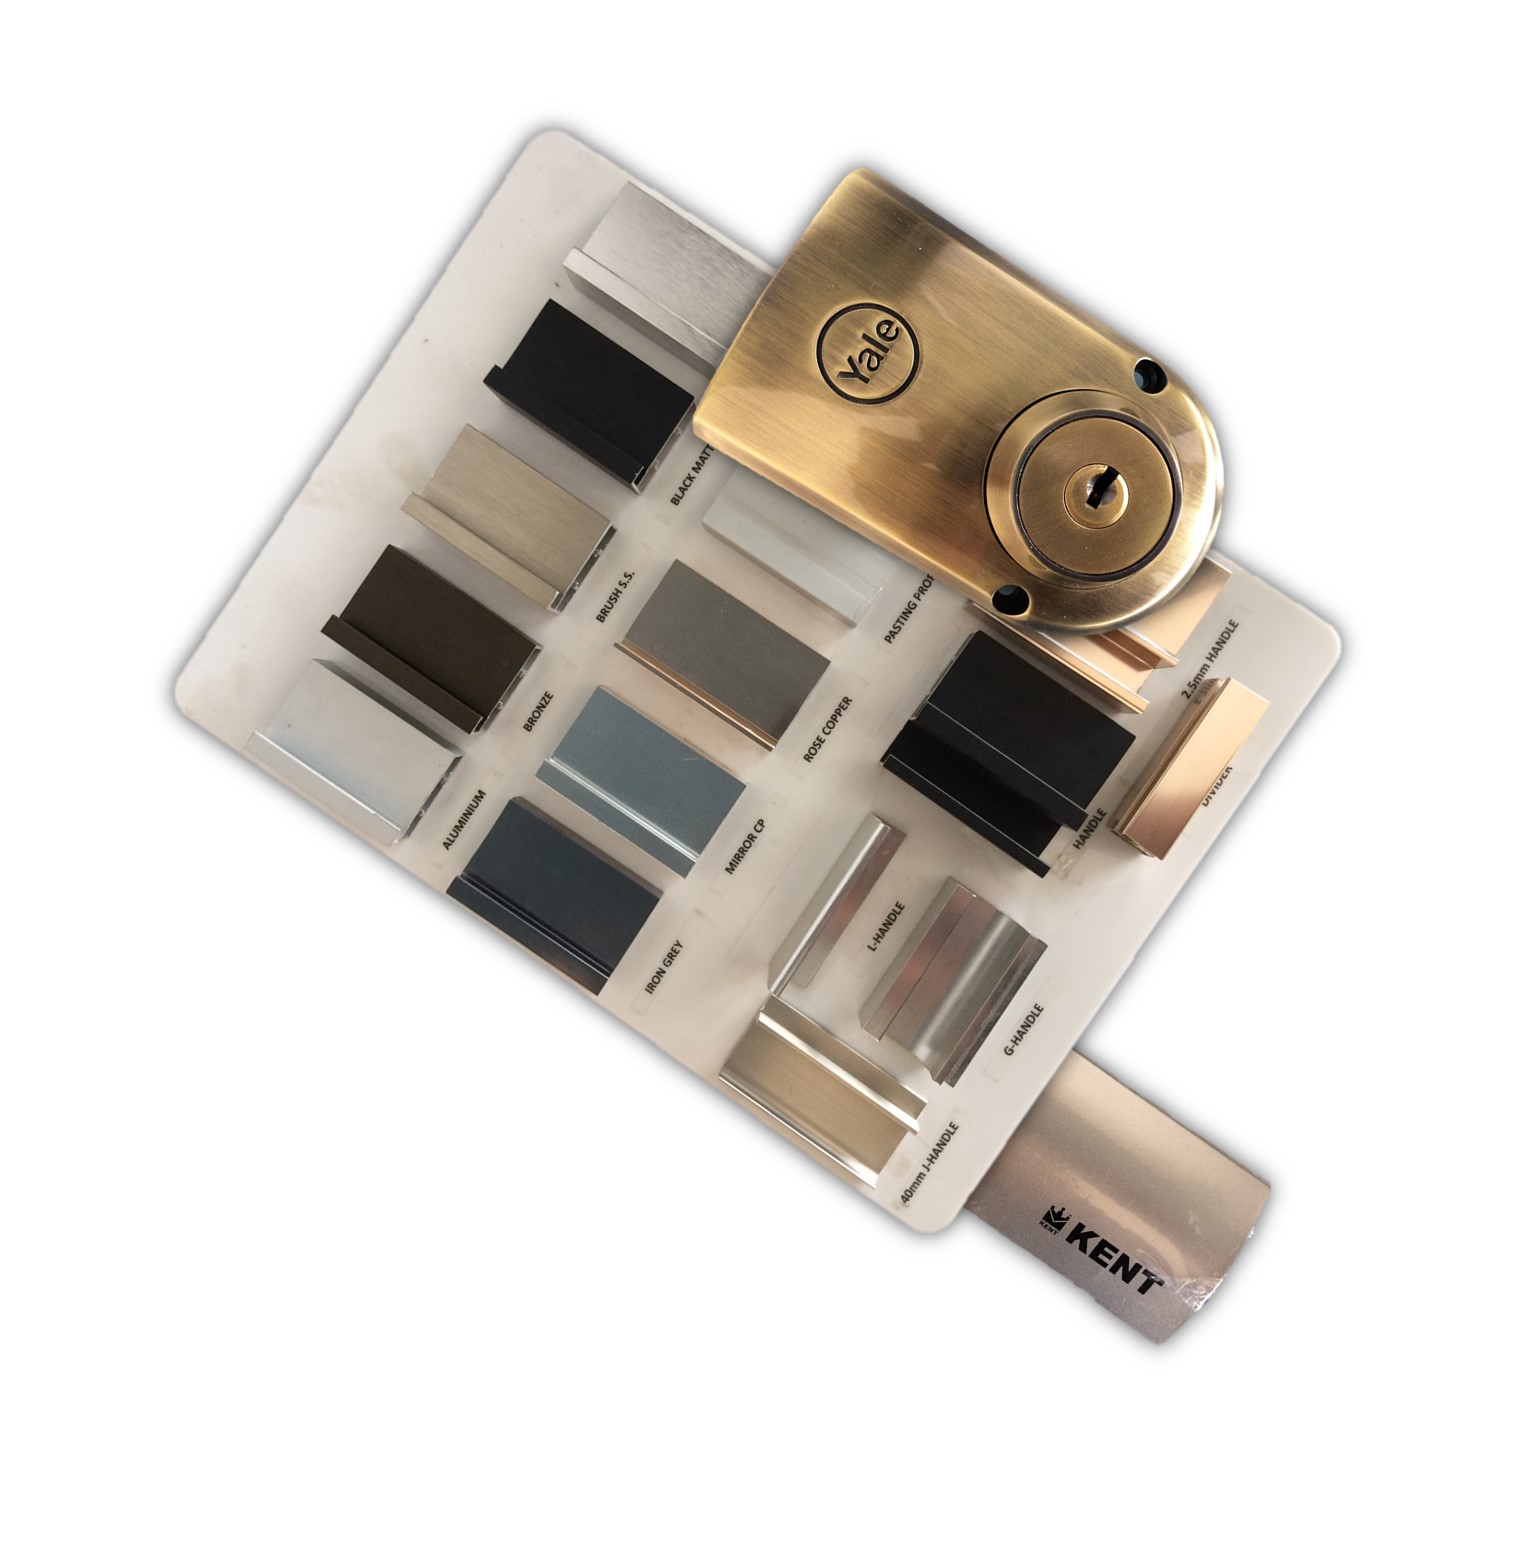 Yale
BLACK MATT
BRUSH S.S.
BRONZE
ALUMINIUM
PASTING PROF
ROSE COPPER
MIRROR CP
IRON GREY
2.5mm HANDLE
DIVIDER
HANDLE
L-HANDLE
G-HANDLE
40mm J-HANDLE
KENT
KENT